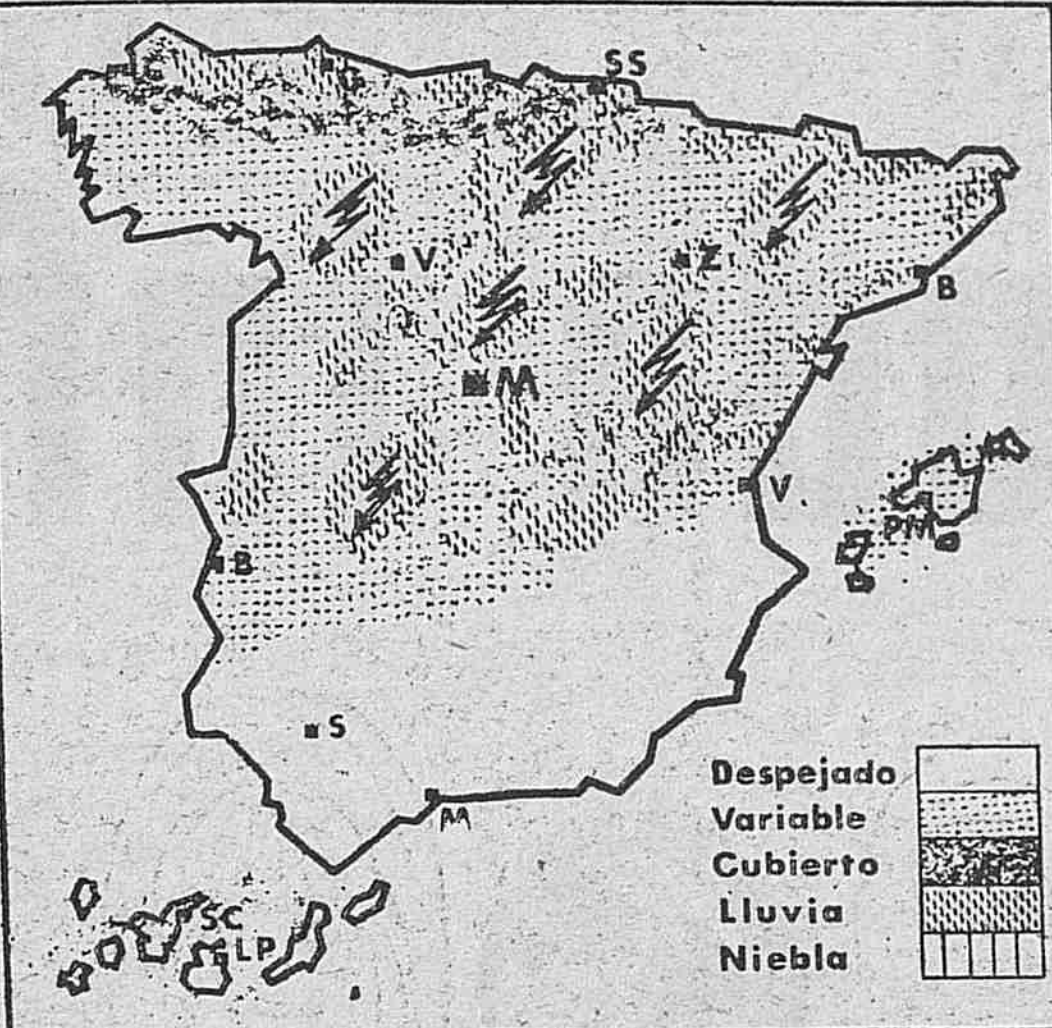 SS
V
Z
B
M
V
PM
B
S
M
SC
LP
Despejado
Variable
Cubierto
Lluvia
Niebla